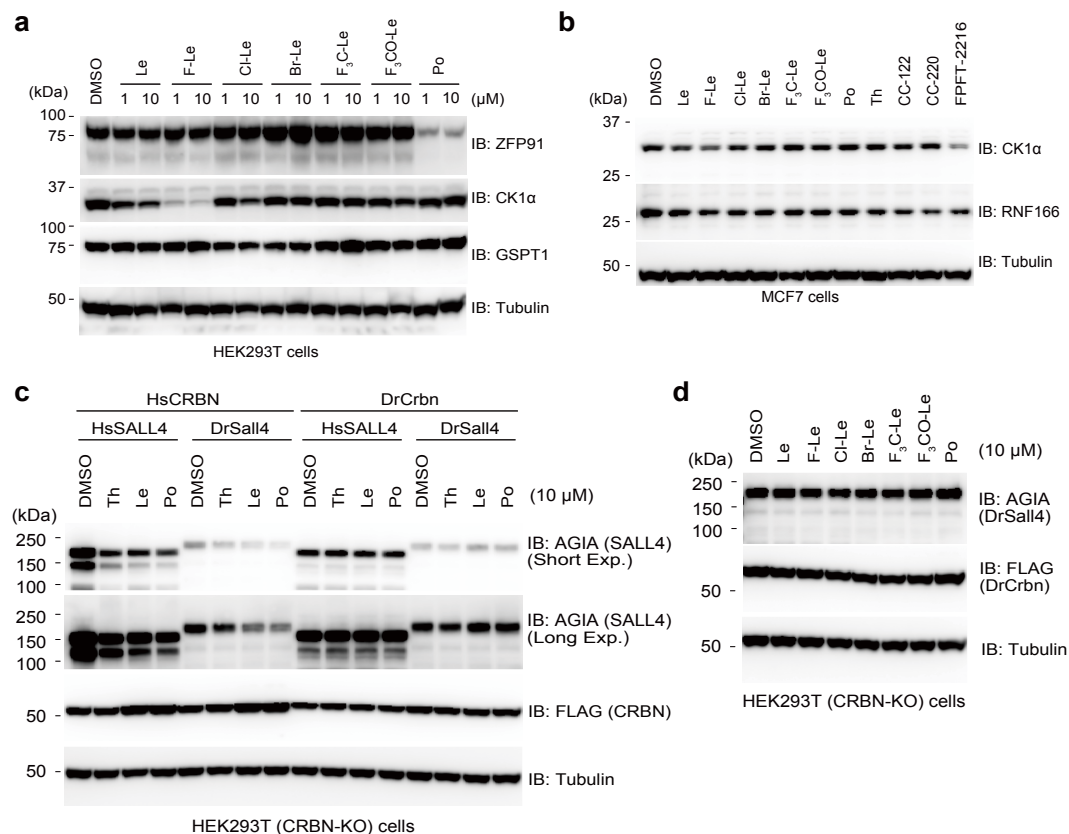 a
DMSO Le F-Le Cl-Le Br-Le F3C-Le F3CO-Le Po
(kDa) 1 10 1 10 1 10 1 10 1 10 1 10 1 10 (µM)
100
75
IB: ZFP91
37
IB: CK1α
100
75
IB: GSPT1
50
IB: Tubulin
HEK293T cells
b
DMSO Le F-Le Cl-Le Br-Le F3C-Le F3CO-Le Po Th CC-122 CC-220 FPFT-2216
(kDa)
37
IB: CK1α
25
IB: RNF166
25
50
IB: Tubulin
MCF7 cells
c
HsCRBN DrCrbn
HsSALL4 DrSall4 HsSALL4 DrSall4
DMSO Th Le Po DMSO Th Le Po DMSO Th Le Po DMSO Th Le Po (10 µM)
(kDa)
250
150
100
IB: AGIA (SALL4)
(Short Exp.)
250
150
100
IB: AGIA (SALL4)
(Long Exp.)
50
IB: FLAG (CRBN)
50
IB: Tubulin
HEK293T (CRBN-KO) cells
d
DMSO Le F-Le Cl-Le Br-Le F3C-Le F3CO-Le Po (10 µM)
(kDa)
250
150
100
IB: AGIA
(DrSall4)
50
IB: FLAG
(DrCrbn)
50
IB: Tubulin
HEK293T (CRBN-KO) cells